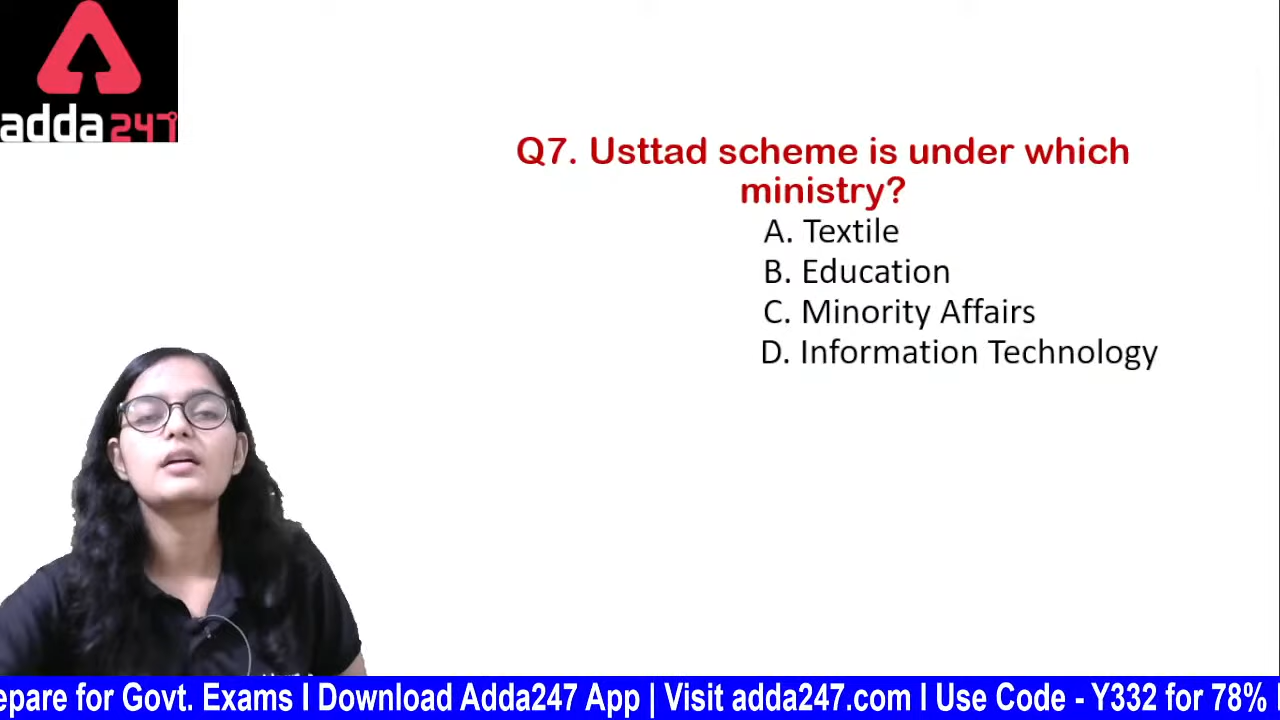 adda247
Q7. Usttad scheme is under which
ministry?
A. Textile
B. Education
C. Minority Affairs
D. Information Technology
epare for Govt. Exams I Download Adda247 App | Visit adda247.com I Use Code - Y332 for 78%